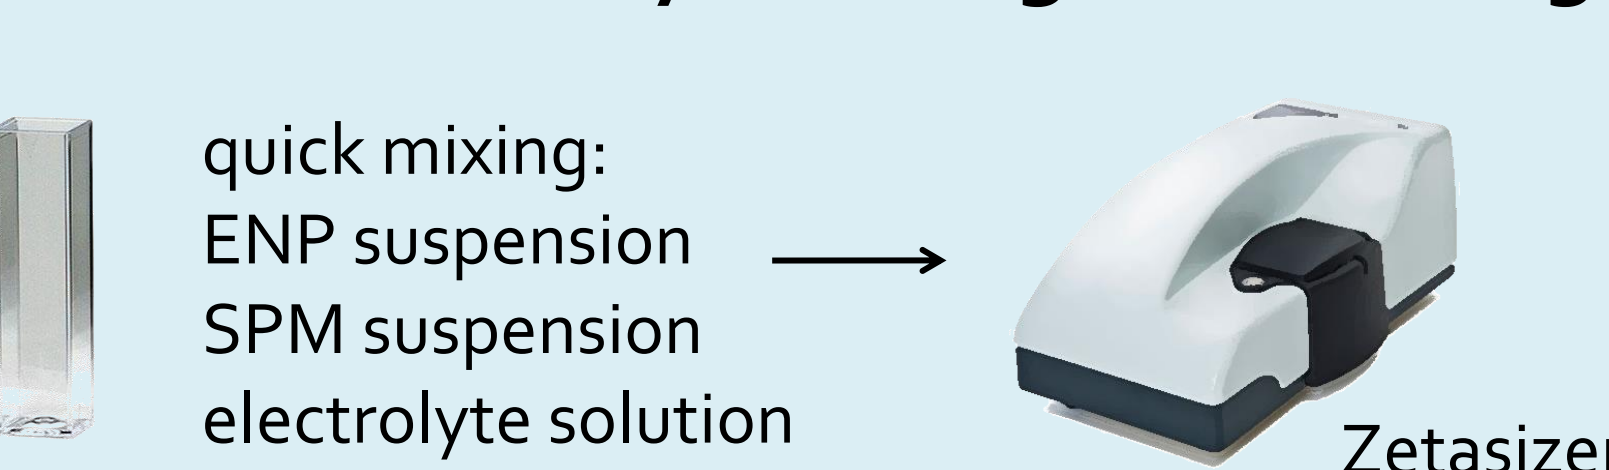 quick mixing:
ENP suspension
SPM suspension
electrolyte solution
Zetasizer